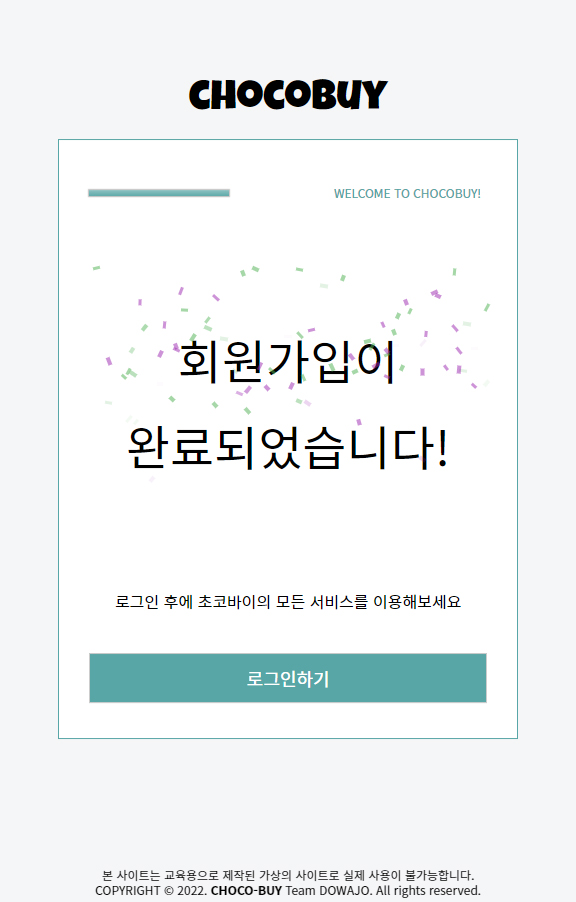 CHOCOBUY
WELCOME TO CHOCOBUY!
회원가입이
완료되었습니다!
로그인 후에 초코바이의 모든 서비스를 이용해보세요
로그인하기
본 사이트는 교육용으로 제작된 가상의 사이트로 실제 사용이 불가능합니다.
COPYRIGHT © 2022. CHOCO-BUY Team DOWAJO. All rights reserved.